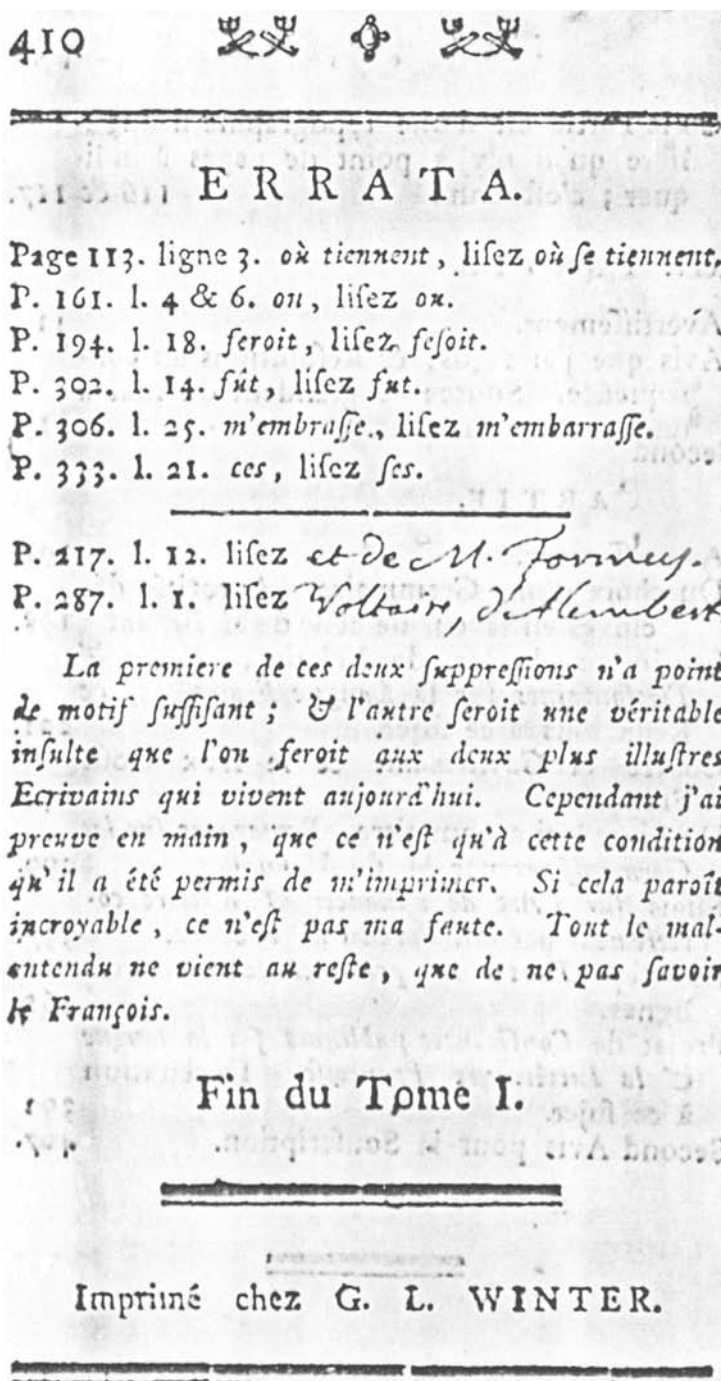 410
ERRATA.
Page 113. ligne 3. où tiennent, liſez où ſe tiennent.
P. 161. l. 4 & 6. on, liſez ou.
P. 194. l. 18. ſeroit, liſez feſoit.
P. 302. l. 14. fût, liſez fut.
P. 306. l. 25. m'embraſſe, liſez m'embarraſſe.
P. 333. l. 21. ces, liſez ſes.
P. 217. l. 12. liſez et de M. Formey.
P. 287. l. 1. liſez Voltaire, d'Alembert
La premiere de ces deux ſuppreſſions n'a point
de motif ſuffiſant; & l'autre ſeroit une véritable
inſulte que l'on feroit aux deux plus illuſtres
Ecrivains qui vivent aujourd'hui. Cependant j'ai
preuve en main, que ce n'eſt qu'à cette condition
qu'il a été permis de m'imprimer. Si cela paroît
incroyable, ce n'eſt pas ma faute. Tout le mal-
entendu ne vient au reſte, que de ne pas ſavoir
le François.
Fin du Tome I.
Imprimé chez G. L. WINTER.